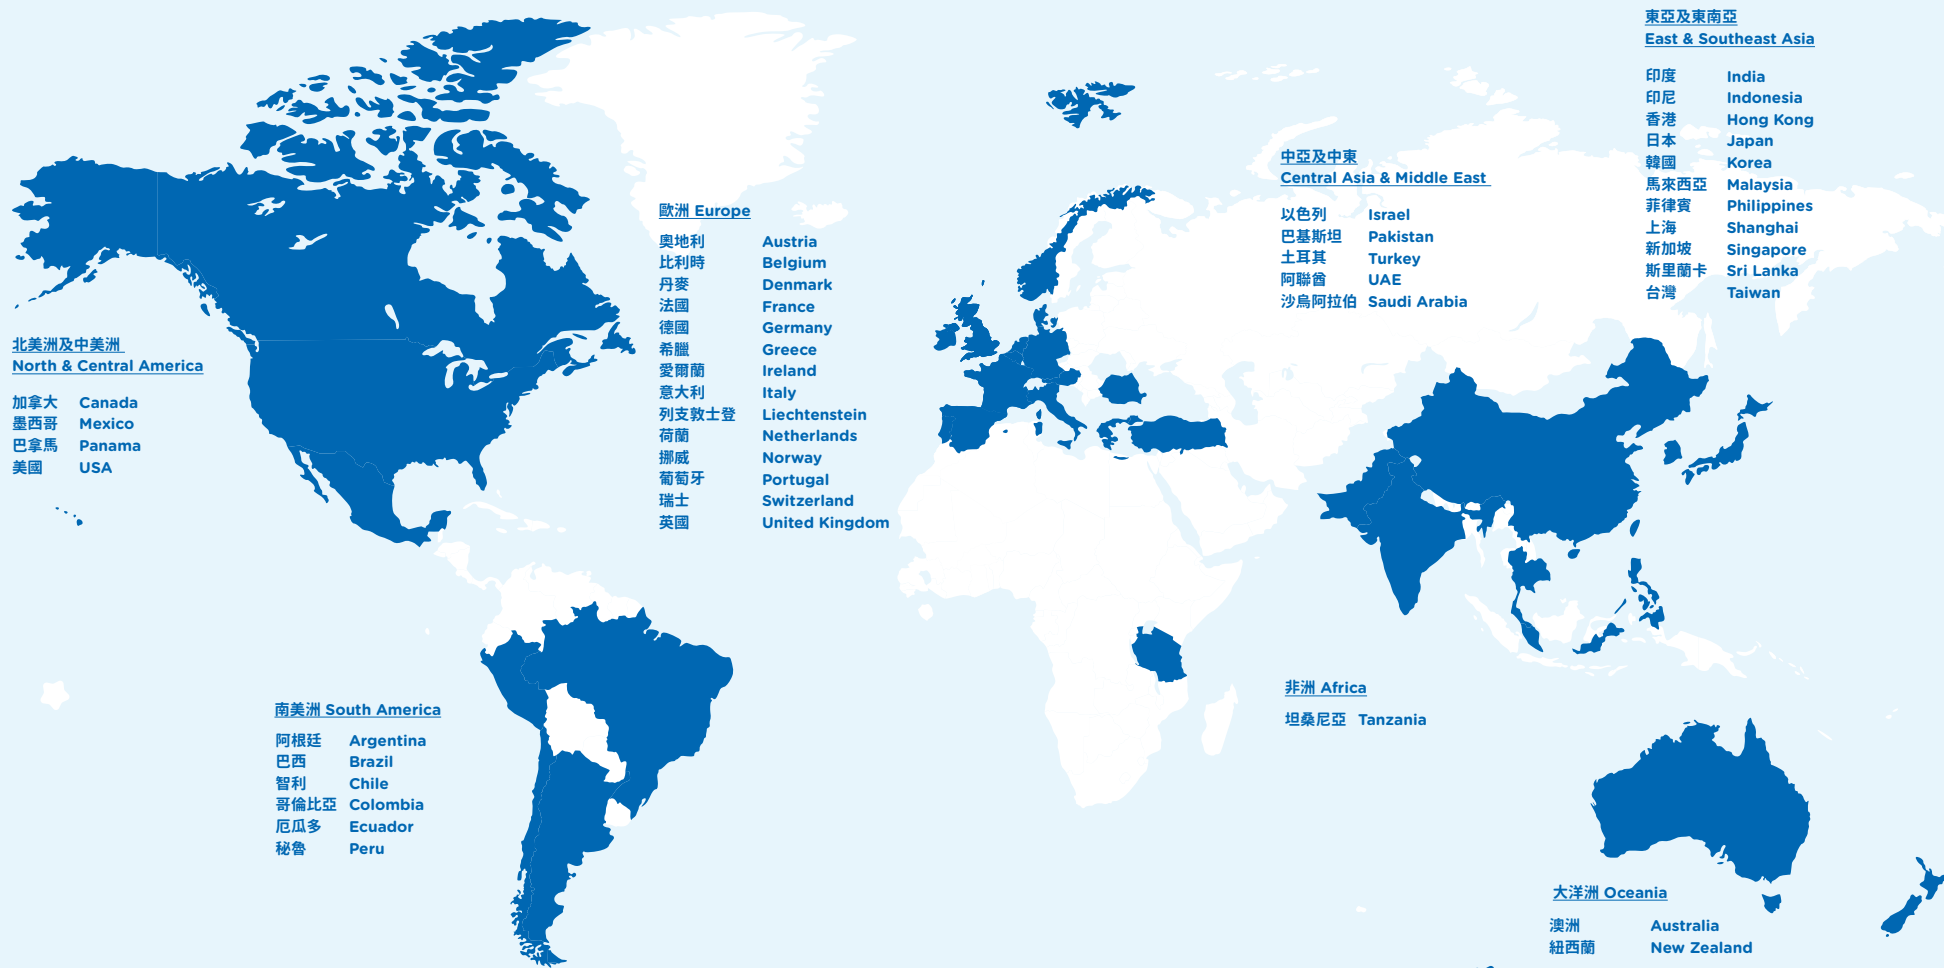 北美洲及中美洲
North & Central America
加拿大 Canada
墨西哥 Mexico
巴拿馬 Panama
美國 USA
南美洲 South America
阿根廷 Argentina
巴西 Brazil
智利 Chile
哥倫比亞 Colombia
厄瓜多 Ecuador
秘魯 Peru
歐洲 Europe
奧地利 Austria
比利時 Belgium
丹麥 Denmark
法國 France
德國 Germany
希臘 Greece
愛爾蘭 Ireland
意大利 Italy
列支敦士登 Liechtenstein
荷蘭 Netherlands
挪威 Norway
葡萄牙 Portugal
瑞士 Switzerland
英國 United Kingdom
中亞及中東
Central Asia & Middle East
以色列 Israel
巴基斯坦 Pakistan
土耳其 Turkey
阿聯酋 UAE
沙烏阿拉伯 Saudi Arabia
東亞及東南亞
East & Southeast Asia
印度 India
印尼 Indonesia
香港 Hong Kong
日本 Japan
韓國 Korea
馬來西亞 Malaysia
菲律賓 Philippines
上海 Shanghai
新加坡 Singapore
斯里蘭卡 Sri Lanka
台灣 Taiwan
非洲 Africa
坦桑尼亞 Tanzania
大洋洲 Oceania
澳洲 Australia
紐西蘭 New Zealand